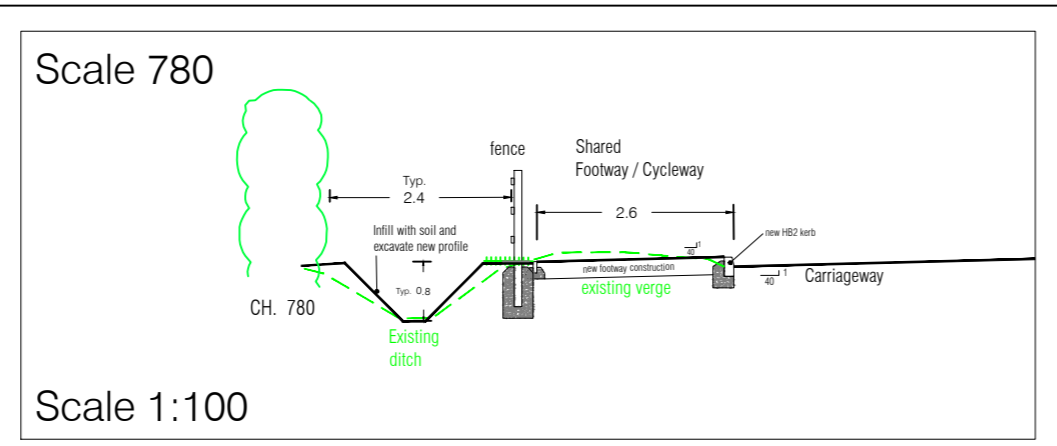 Scale 780
fence
Shared
Footway / Cycleway
Typ.
2.4
2.6
Infill with soil and
excavate new profile
new HB2 kerb
1
40
Typ. 0.8
new footway construction
existing verge
1
40
Carriageway
CH. 780
Existing
ditch
Scale 1:100